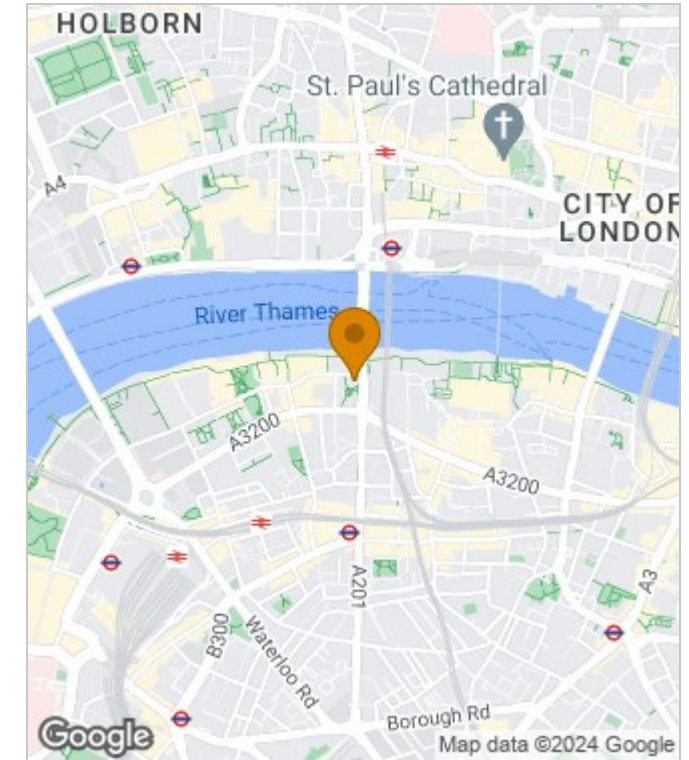 HOLBORN
St. Paul's Cathedral
A4
CITY OF
LONDON
River Thames
A3200
A3200
A201
A3
B300
Waterloo Rd
Borough Rd
Google
Map data ©2024 Google